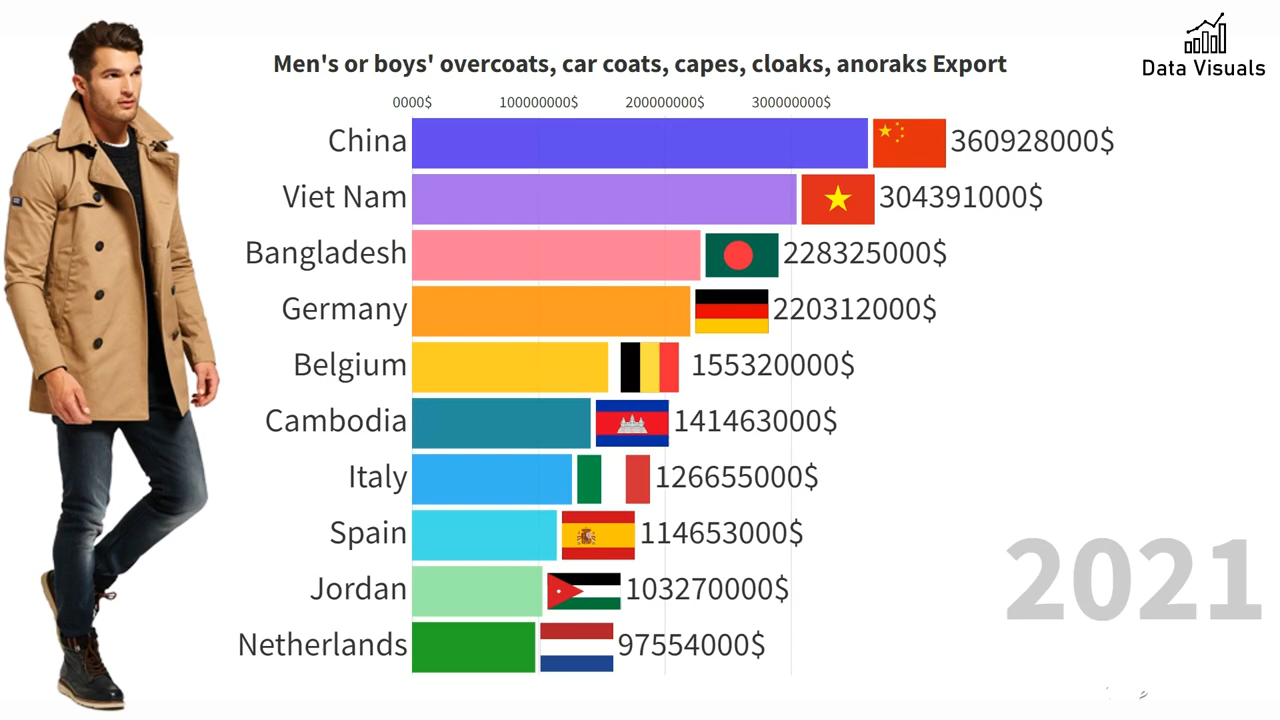 Data Visuals
Men's or boys' overcoats, car coats, capes, cloaks, anoraks Export
0000$ 100000000$ 200000000$ 300000000$
China 360928000$
Viet Nam 304391000$
Bangladesh 228325000$
Germany 220312000$
Belgium 155320000$
Cambodia 141463000$
Italy 126655000$
Spain 114653000$
Jordan 103270000$
Netherlands 97554000$
2021